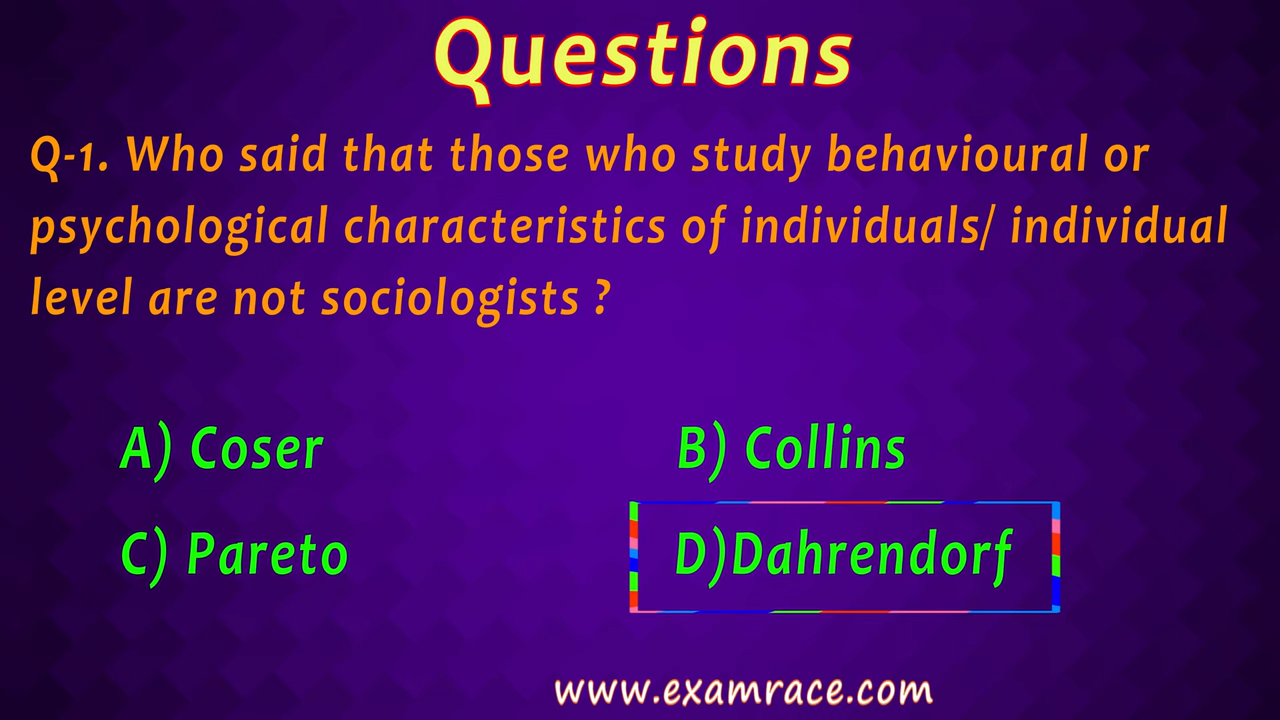 Questions
Q-1. Who said that those who study behavioural or
psychological characteristics of individuals/ individual
level are not sociologists ?
A) Coser
B) Collins
C) Pareto
D)Dahrendorf
www.examrace.com